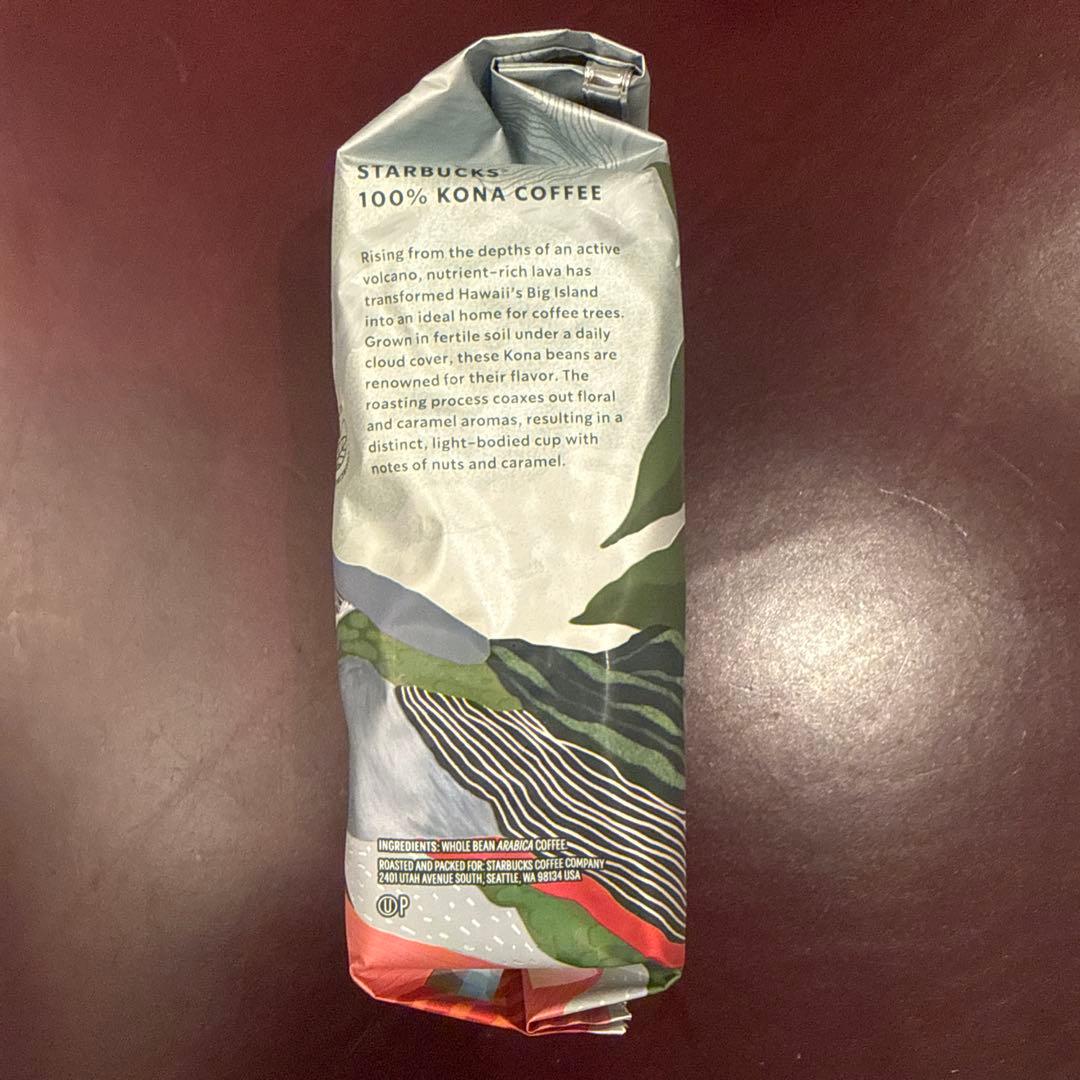 STARBUCKS
100% KONA COFFEE
Rising from the depths of an active
volcano, nutrient-rich lava has
transformed Hawaii's Big Island
into an ideal home for coffee trees.
Grown in fertile soil under a daily
cloud cover, these Kona beans are
renowned for their flavor. The
roasting process coaxes out floral
and caramel aromas, resulting in a
distinct, light-bodied cup with
notes of nuts and caramel.
INGREDIENTS: WHOLE BEAN ARABICA COFFEE.
ROASTED AND PACKED FOR: STARBUCKS COFFEE COMPANY
2401 UTAH AVENUE SOUTH, SEATTLE, WA 98134 USA
ⓊP